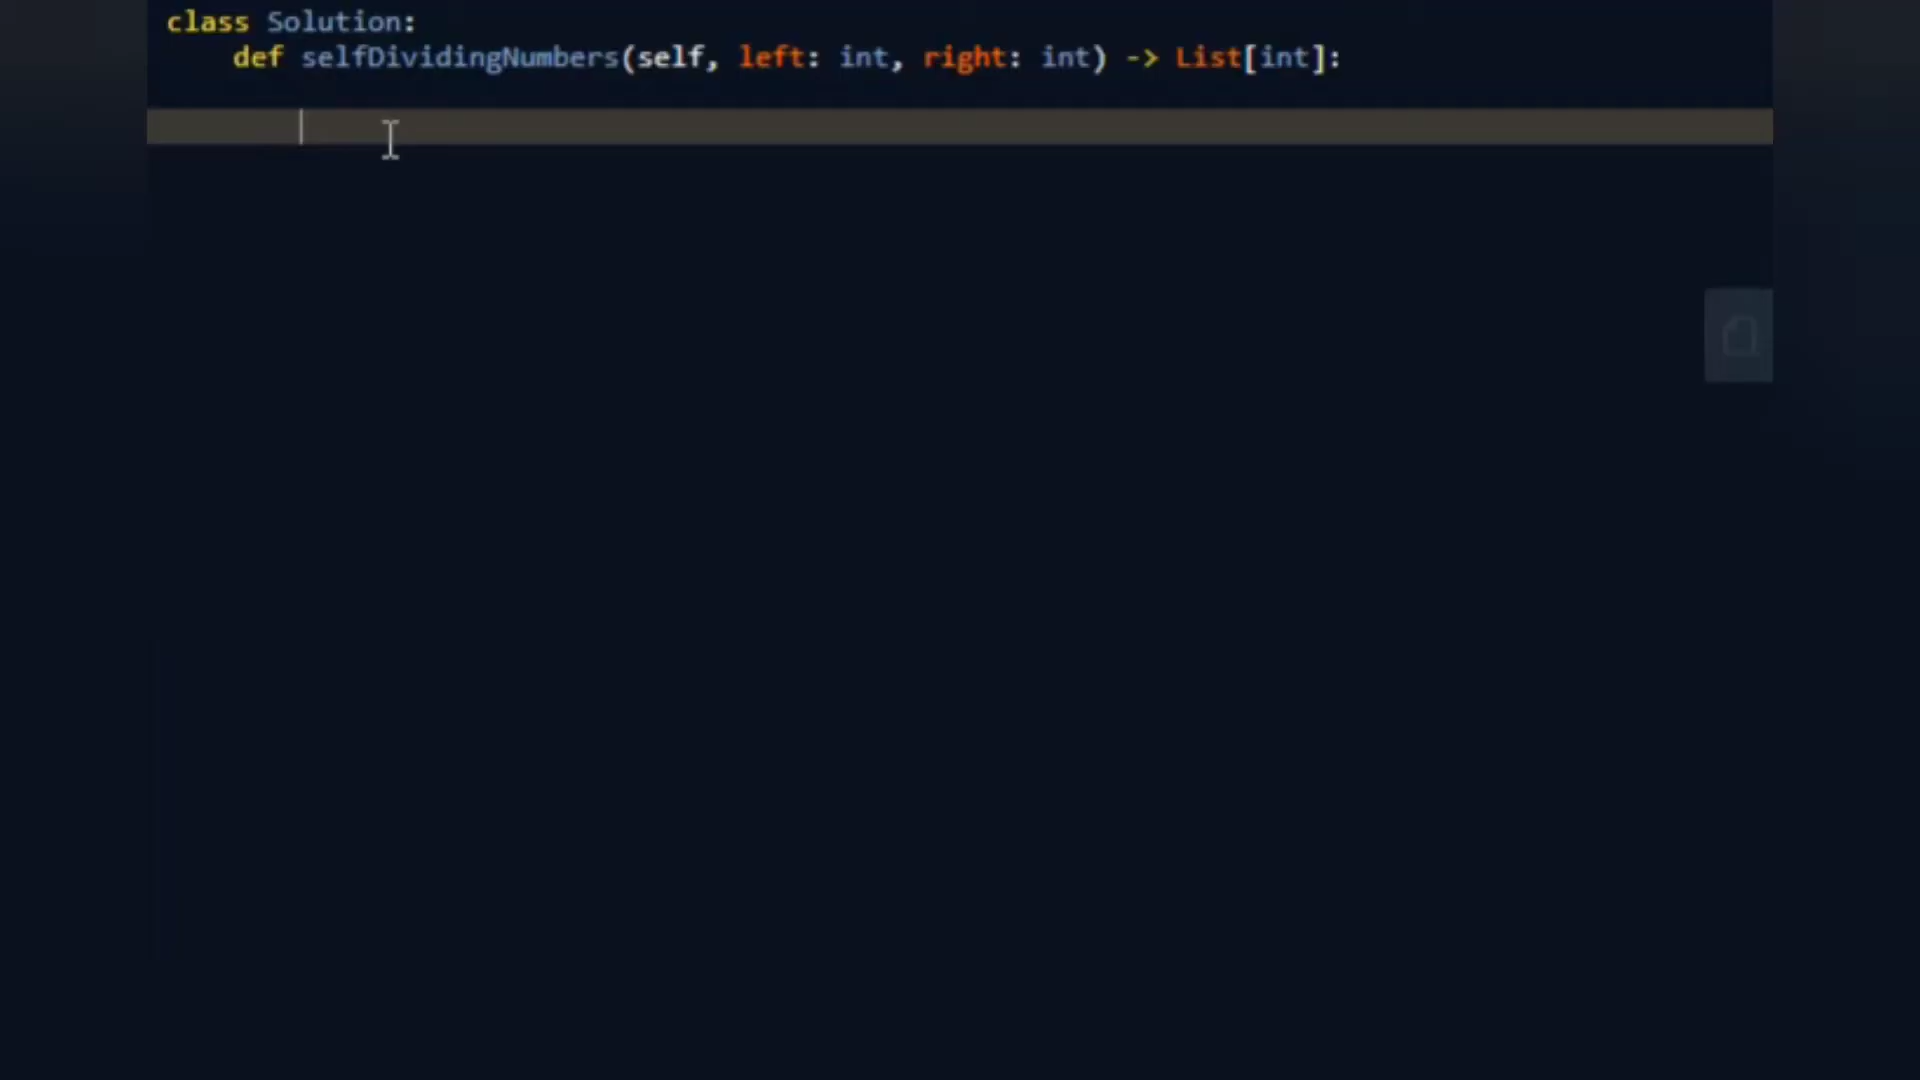 class Solution:
    def selfDividingNumbers(self, left: int, right: int) -> List[int]: